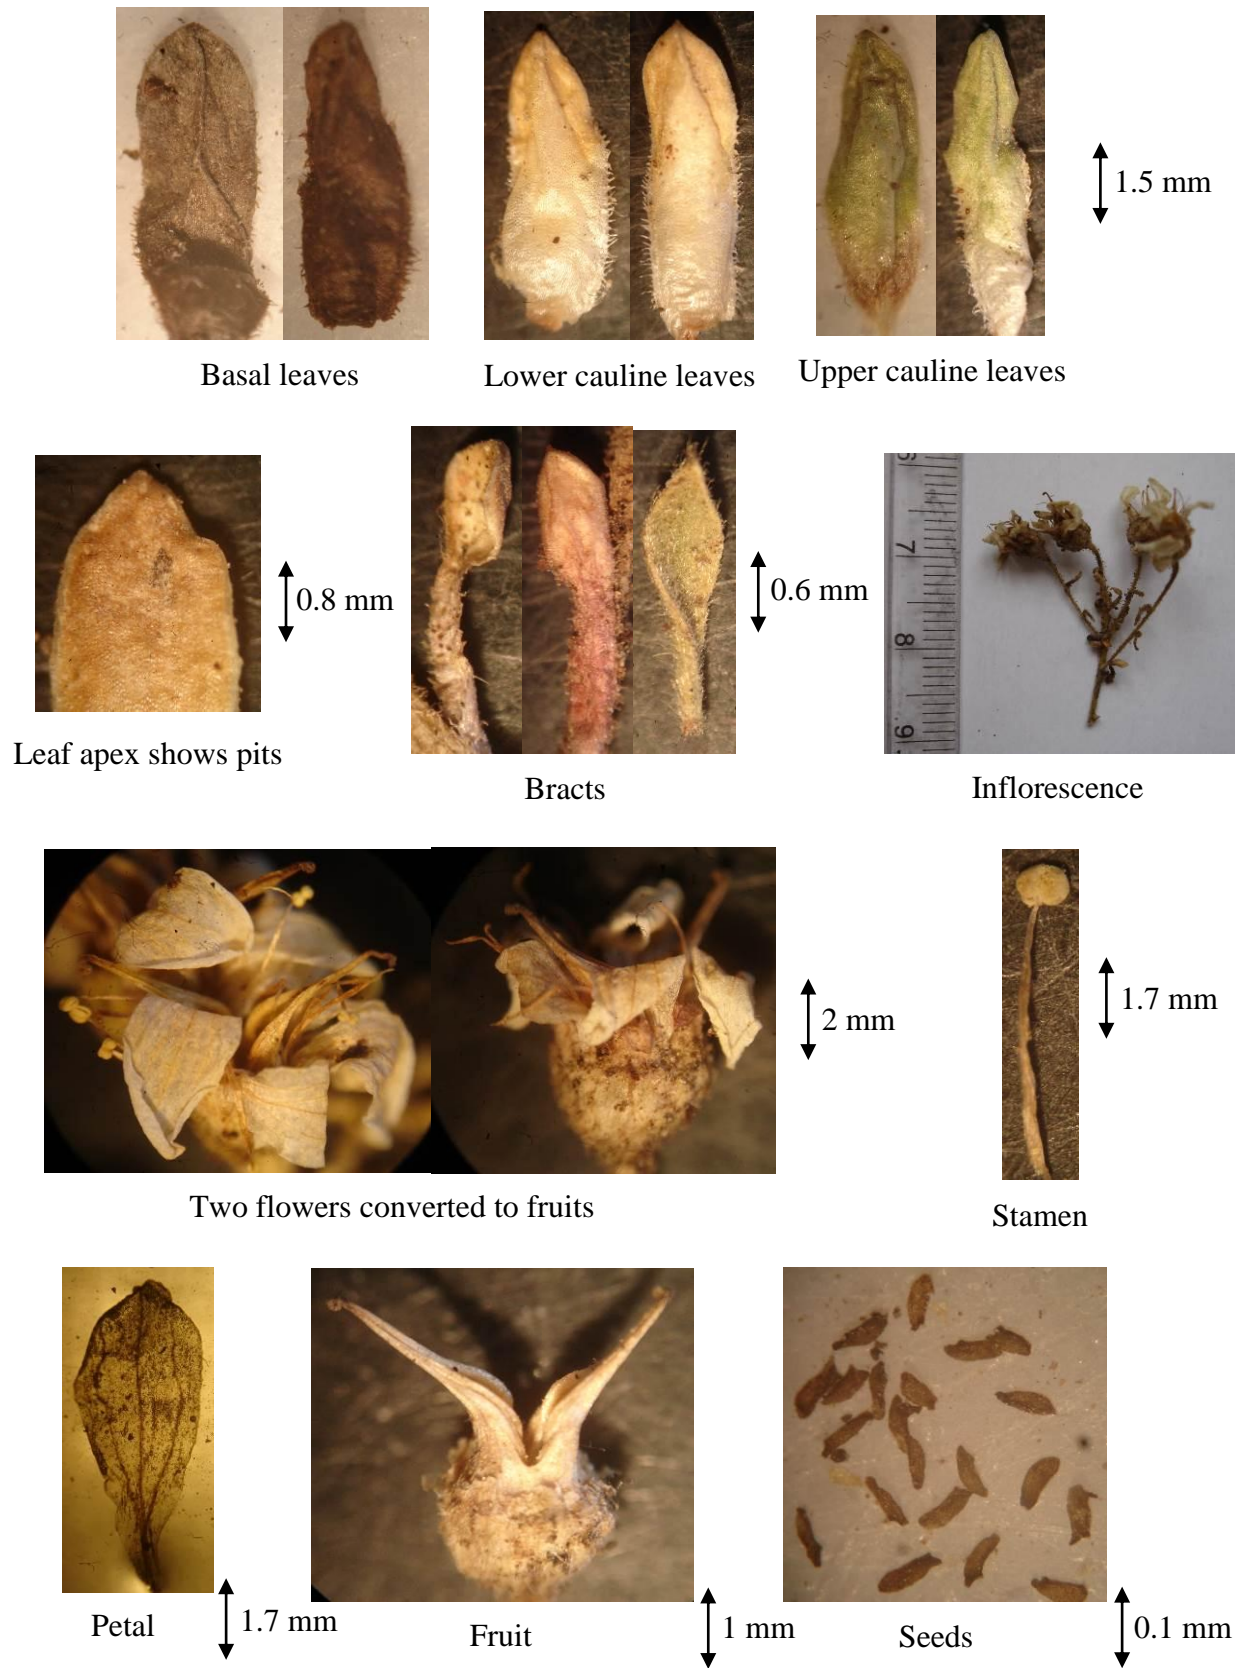 Basal leaves
Lower cauline leaves
Upper cauline leaves
1.5 mm
Leaf apex shows pits
0.8 mm
Bracts
0.6 mm
6
7
8
9
Inflorescence
Two flowers converted to fruits
2 mm
Stamen
1.7 mm
Petal
1.7 mm
Fruit
1 mm
Seeds
0.1 mm